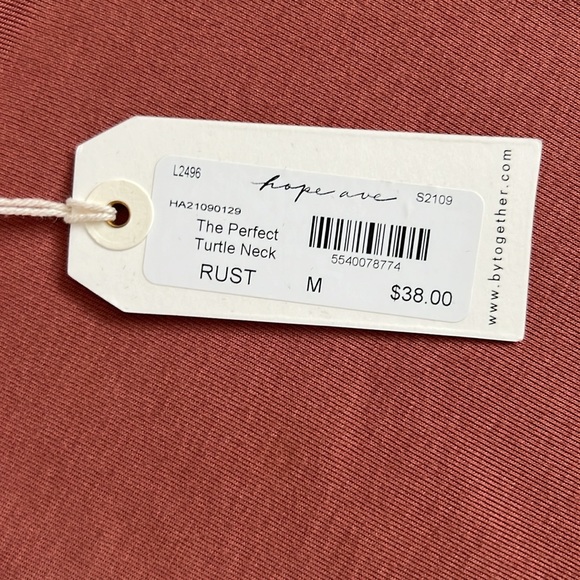 L2496
hope ave
S2109
HA21090129
The Perfect
Turtle Neck
5540078774
RUST
M
$38.00
www.bytogether.com